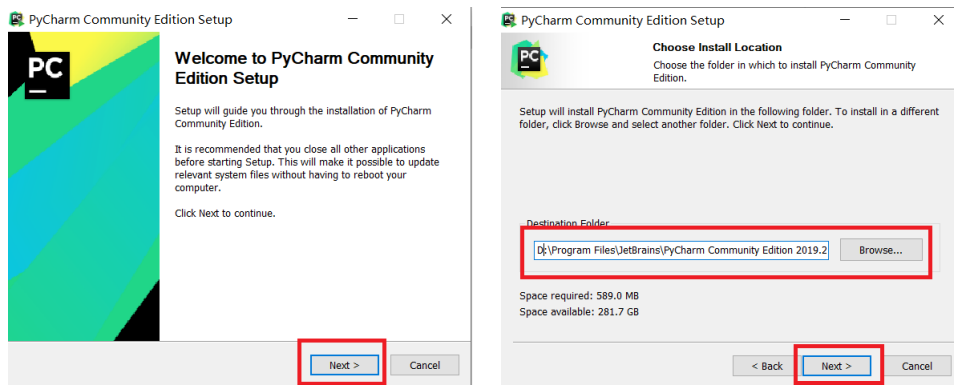 PyCharm Community Edition Setup
PC
Welcome to PyCharm Community
Edition Setup
Setup will guide you through the installation of PyCharm
Community Edition.
It is recommended that you close all other applications
before starting Setup. This will make it possible to update
relevant system files without having to reboot your
computer.
Click Next to continue.
Next >
Cancel
PyCharm Community Edition Setup
PC
Choose Install Location
Choose the folder in which to install PyCharm Community
Edition.
Setup will install PyCharm Community Edition in the following folder. To install in a different
folder, click Browse and select another folder. Click Next to continue.
Destination Folder
D:\Program Files\JetBrains\PyCharm Community Edition 2019.2
Browse...
Space required: 589.0 MB
Space available: 281.7 GB
< Back
Next >
Cancel